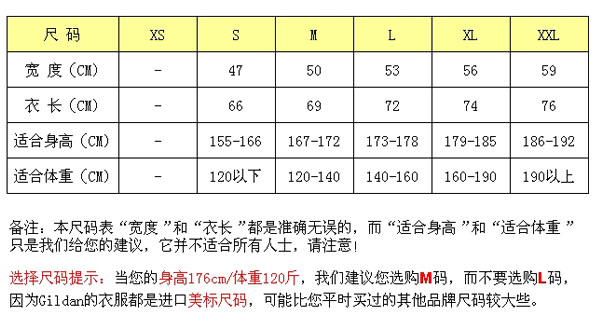 尺 码 XS S M L XL XXL
宽 度（CM） - 47 50 53 56 59
衣 长（CM） - 66 69 72 74 76
适合身高（CM） - 155-166 167-172 173-178 179-185 186-192
适合体重（CM） - 120以下 120-140 140-160 160-190 190以上
备注：本尺码表“宽度 ”和“衣长 ”都是准确无误的，而“适合身高 ”和“适合体重 ”
只是我们给您的建议，它并不适合所有人士，请注意！
选择尺码提示：当您的身高176cm/体重120斤，我们建议您选购M码，而不要选购L码，
因为Gildan的衣服都是进口美标尺码，可能比您平时买过的其他品牌尺码较大些。